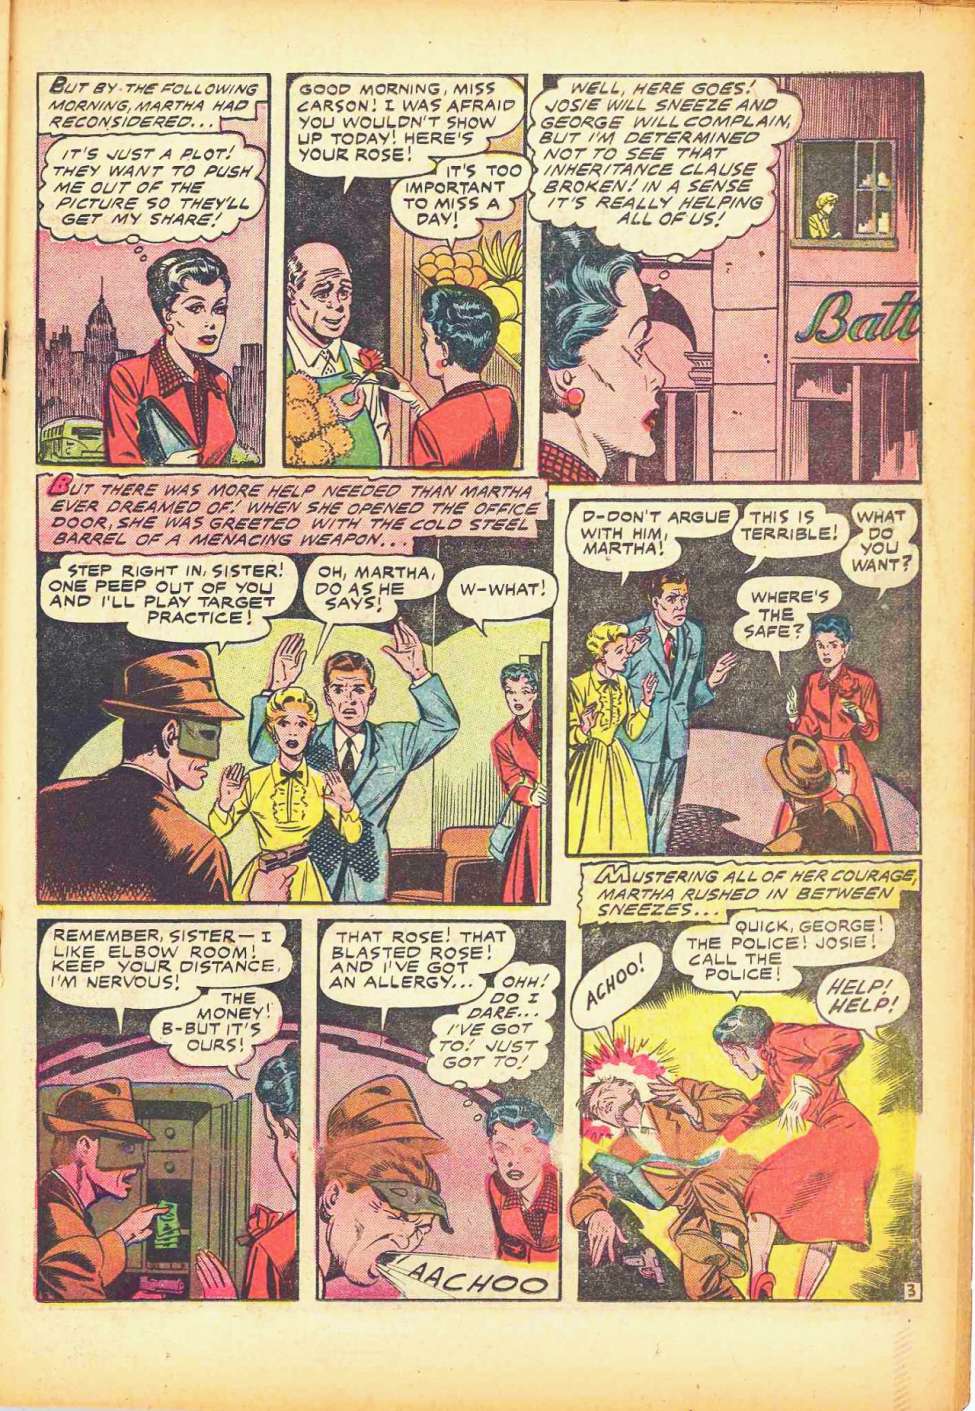 BUT BY THE FOLLOWING
MORNING, MARTHA HAD
RECONSIDERED...
IT'S JUST A PLOT!
THEY WANT TO PUSH
ME OUT OF THE
PICTURE SO THEY'LL
GET MY SHARE!
GOOD MORNING, MISS
CARSON! I WAS AFRAID
YOU WOULDN'T SHOW
UP TODAY! HERE'S
YOUR ROSE!
IT'S TOO
IMPORTANT
TO MISS A
DAY!
WELL, HERE GOES!
JOSIE WILL SNEEZE AND
GEORGE WILL COMPLAIN,
BUT I'M DETERMINED
NOT TO SEE THAT
INHERITANCE CLAUSE
BROKEN! IN A SENSE
IT'S REALLY HELPING
ALL OF US!
Batt
BUT THERE WAS MORE HELP NEEDED THAN MARTHA
EVER DREAMED OF! WHEN SHE OPENED THE OFFICE
DOOR, SHE WAS GREETED WITH THE COLD STEEL
BARREL OF A MENACING WEAPON...
STEP RIGHT IN, SISTER!
ONE PEEP OUT OF YOU
AND I'LL PLAY TARGET
PRACTICE!
OH, MARTHA,
DO AS HE
SAYS!
W-WHAT!
D-DON'T ARGUE
WITH HIM,
MARTHA!
THIS IS
TERRIBLE!
WHERE'S
THE
SAFE?
WHAT
DO
YOU
WANT?
REMEMBER, SISTER—I
LIKE ELBOW ROOM!
KEEP YOUR DISTANCE,
I'M NERVOUS!
THE
MONEY!
B-BUT IT'S
OURS!
THAT ROSE! THAT
BLASTED ROSE!
AND I'VE GOT
AN ALLERGY...
OHH!
DO I
DARE...
I'VE GOT
TO! JUST
GOT TO!
AACHOO
MUSTERING ALL OF HER COURAGE,
MARTHA RUSHED IN BETWEEN
SNEEZES...
ACHOO!
QUICK, GEORGE!
THE POLICE! JOSIE!
CALL THE
POLICE!
HELP!
HELP!
3